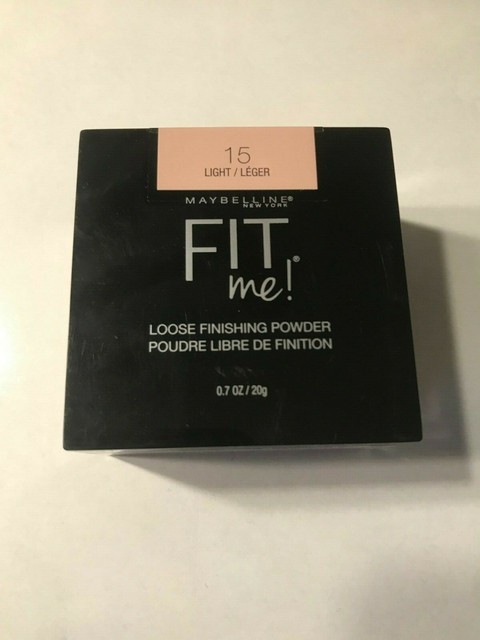 15
LIGHT / LÉGER
MAYBELLINE®
NEW YORK
FIT
me!®
LOOSE FINISHING POWDER
POUDRE LIBRE DE FINITION
0.7 OZ / 20g